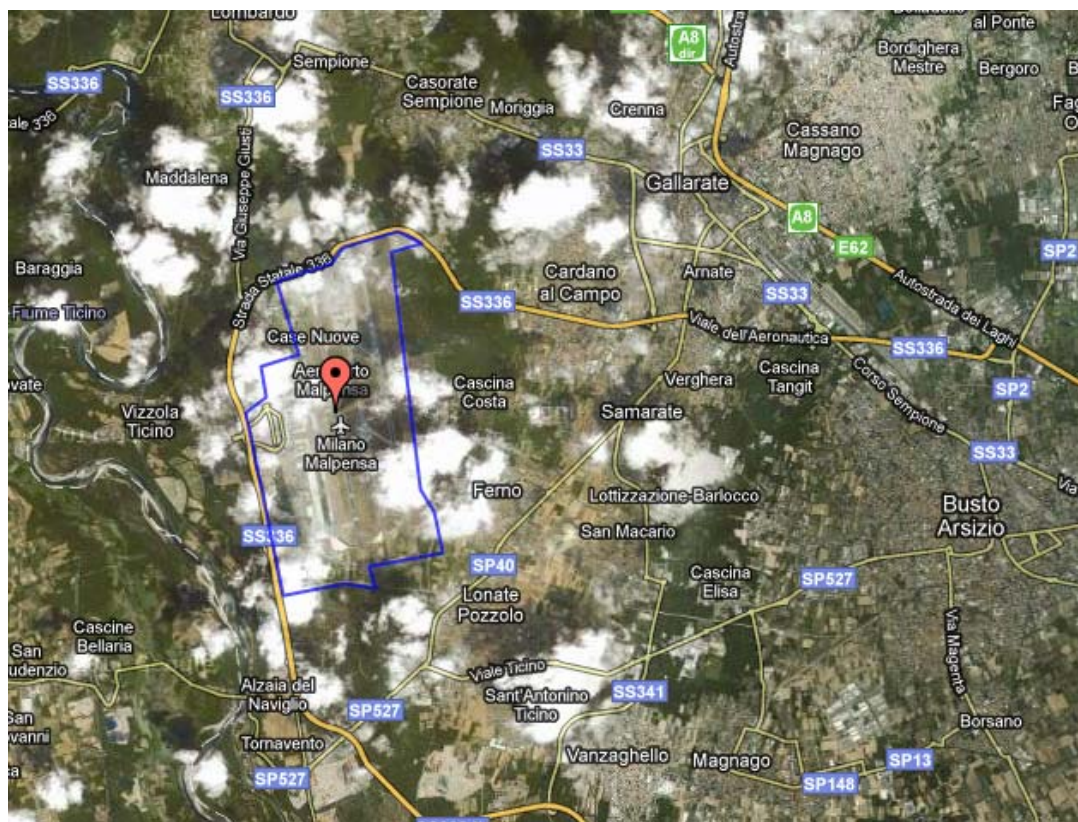 Lombardo
A8
dir
Autostrada
al Ponte
Sempione
SS336
SS336
Casorate
Sempione
Moriggia
Crenna
Bordighera
Mestre
Bergoro
Cassano
Magnago
SS33
Maddalena
Via Giuseppe Giusti
Gallarate
A8
E62
SP2
Baraggia
Strada Statale 336
Cardano
al Campo
Arnate
SS33
Autostrada dei Laghi
Fiume Ticino
SS336
Case Nuove
Viale dell'Aeronautica
SS336
Aeroporto
Malpensa
Cascina
Costa
Verghera
Cascina
Tangit
SP2
Vizzola
Ticino
Samarate
Corso Sempione
Milano
Malpensa
SS33
Ferno
Lottizzazione-Barlocco
Busto
Arsizio
San Macario
SS336
SP40
Cascina
Elisa
SP527
Lonate
Pozzolo
Cascine
Bellaria
San
Via Magenta
Viale Ticino
Alzaia del
Naviglio
SP527
Sant'Antonino
Ticino
SS341
San
Borsano
Tornavento
Vanzaghello
Magnago
SP13
SP527
SP148